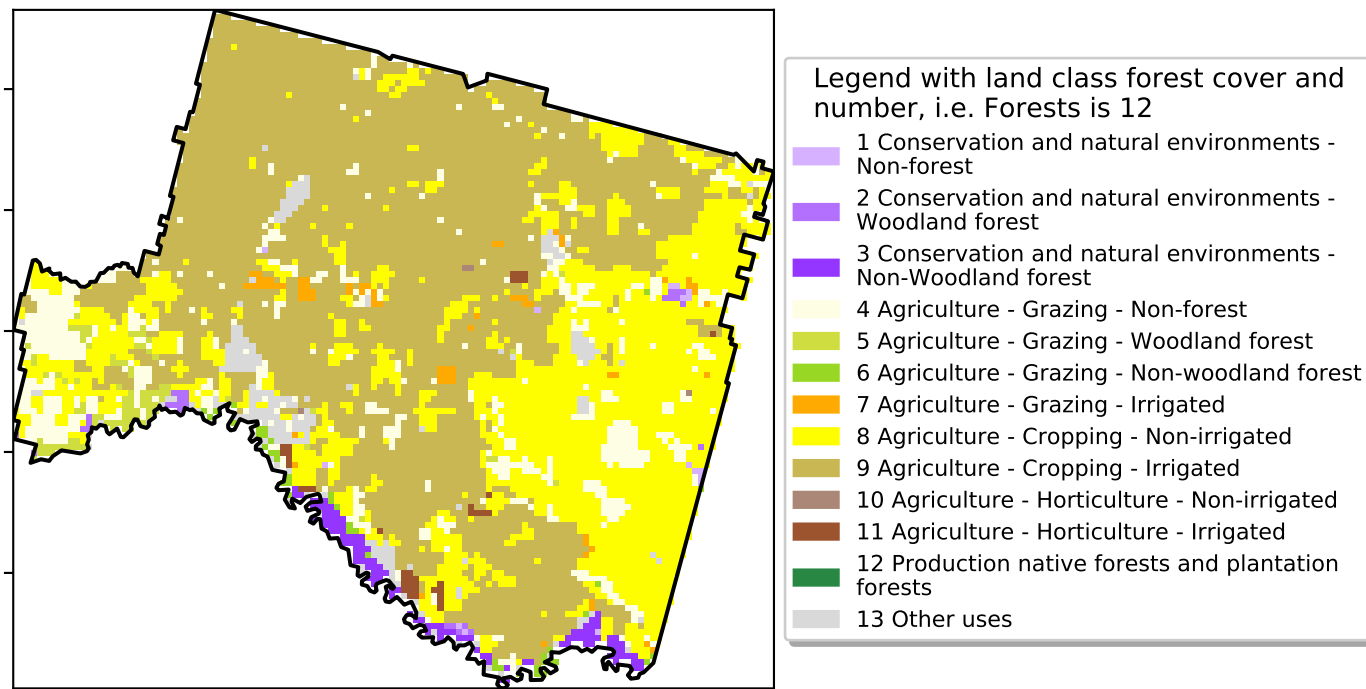 Legend with land class forest cover and
number, i.e. Forests is 12
1 Conservation and natural environments -
Non-forest
2 Conservation and natural environments -
Woodland forest
3 Conservation and natural environments -
Non-Woodland forest
4 Agriculture - Grazing - Non-forest
5 Agriculture - Grazing - Woodland forest
6 Agriculture - Grazing - Non-woodland forest
7 Agriculture - Grazing - Irrigated
8 Agriculture - Cropping - Non-irrigated
9 Agriculture - Cropping - Irrigated
10 Agriculture - Horticulture - Non-irrigated
11 Agriculture - Horticulture - Irrigated
12 Production native forests and plantation
forests
13 Other uses